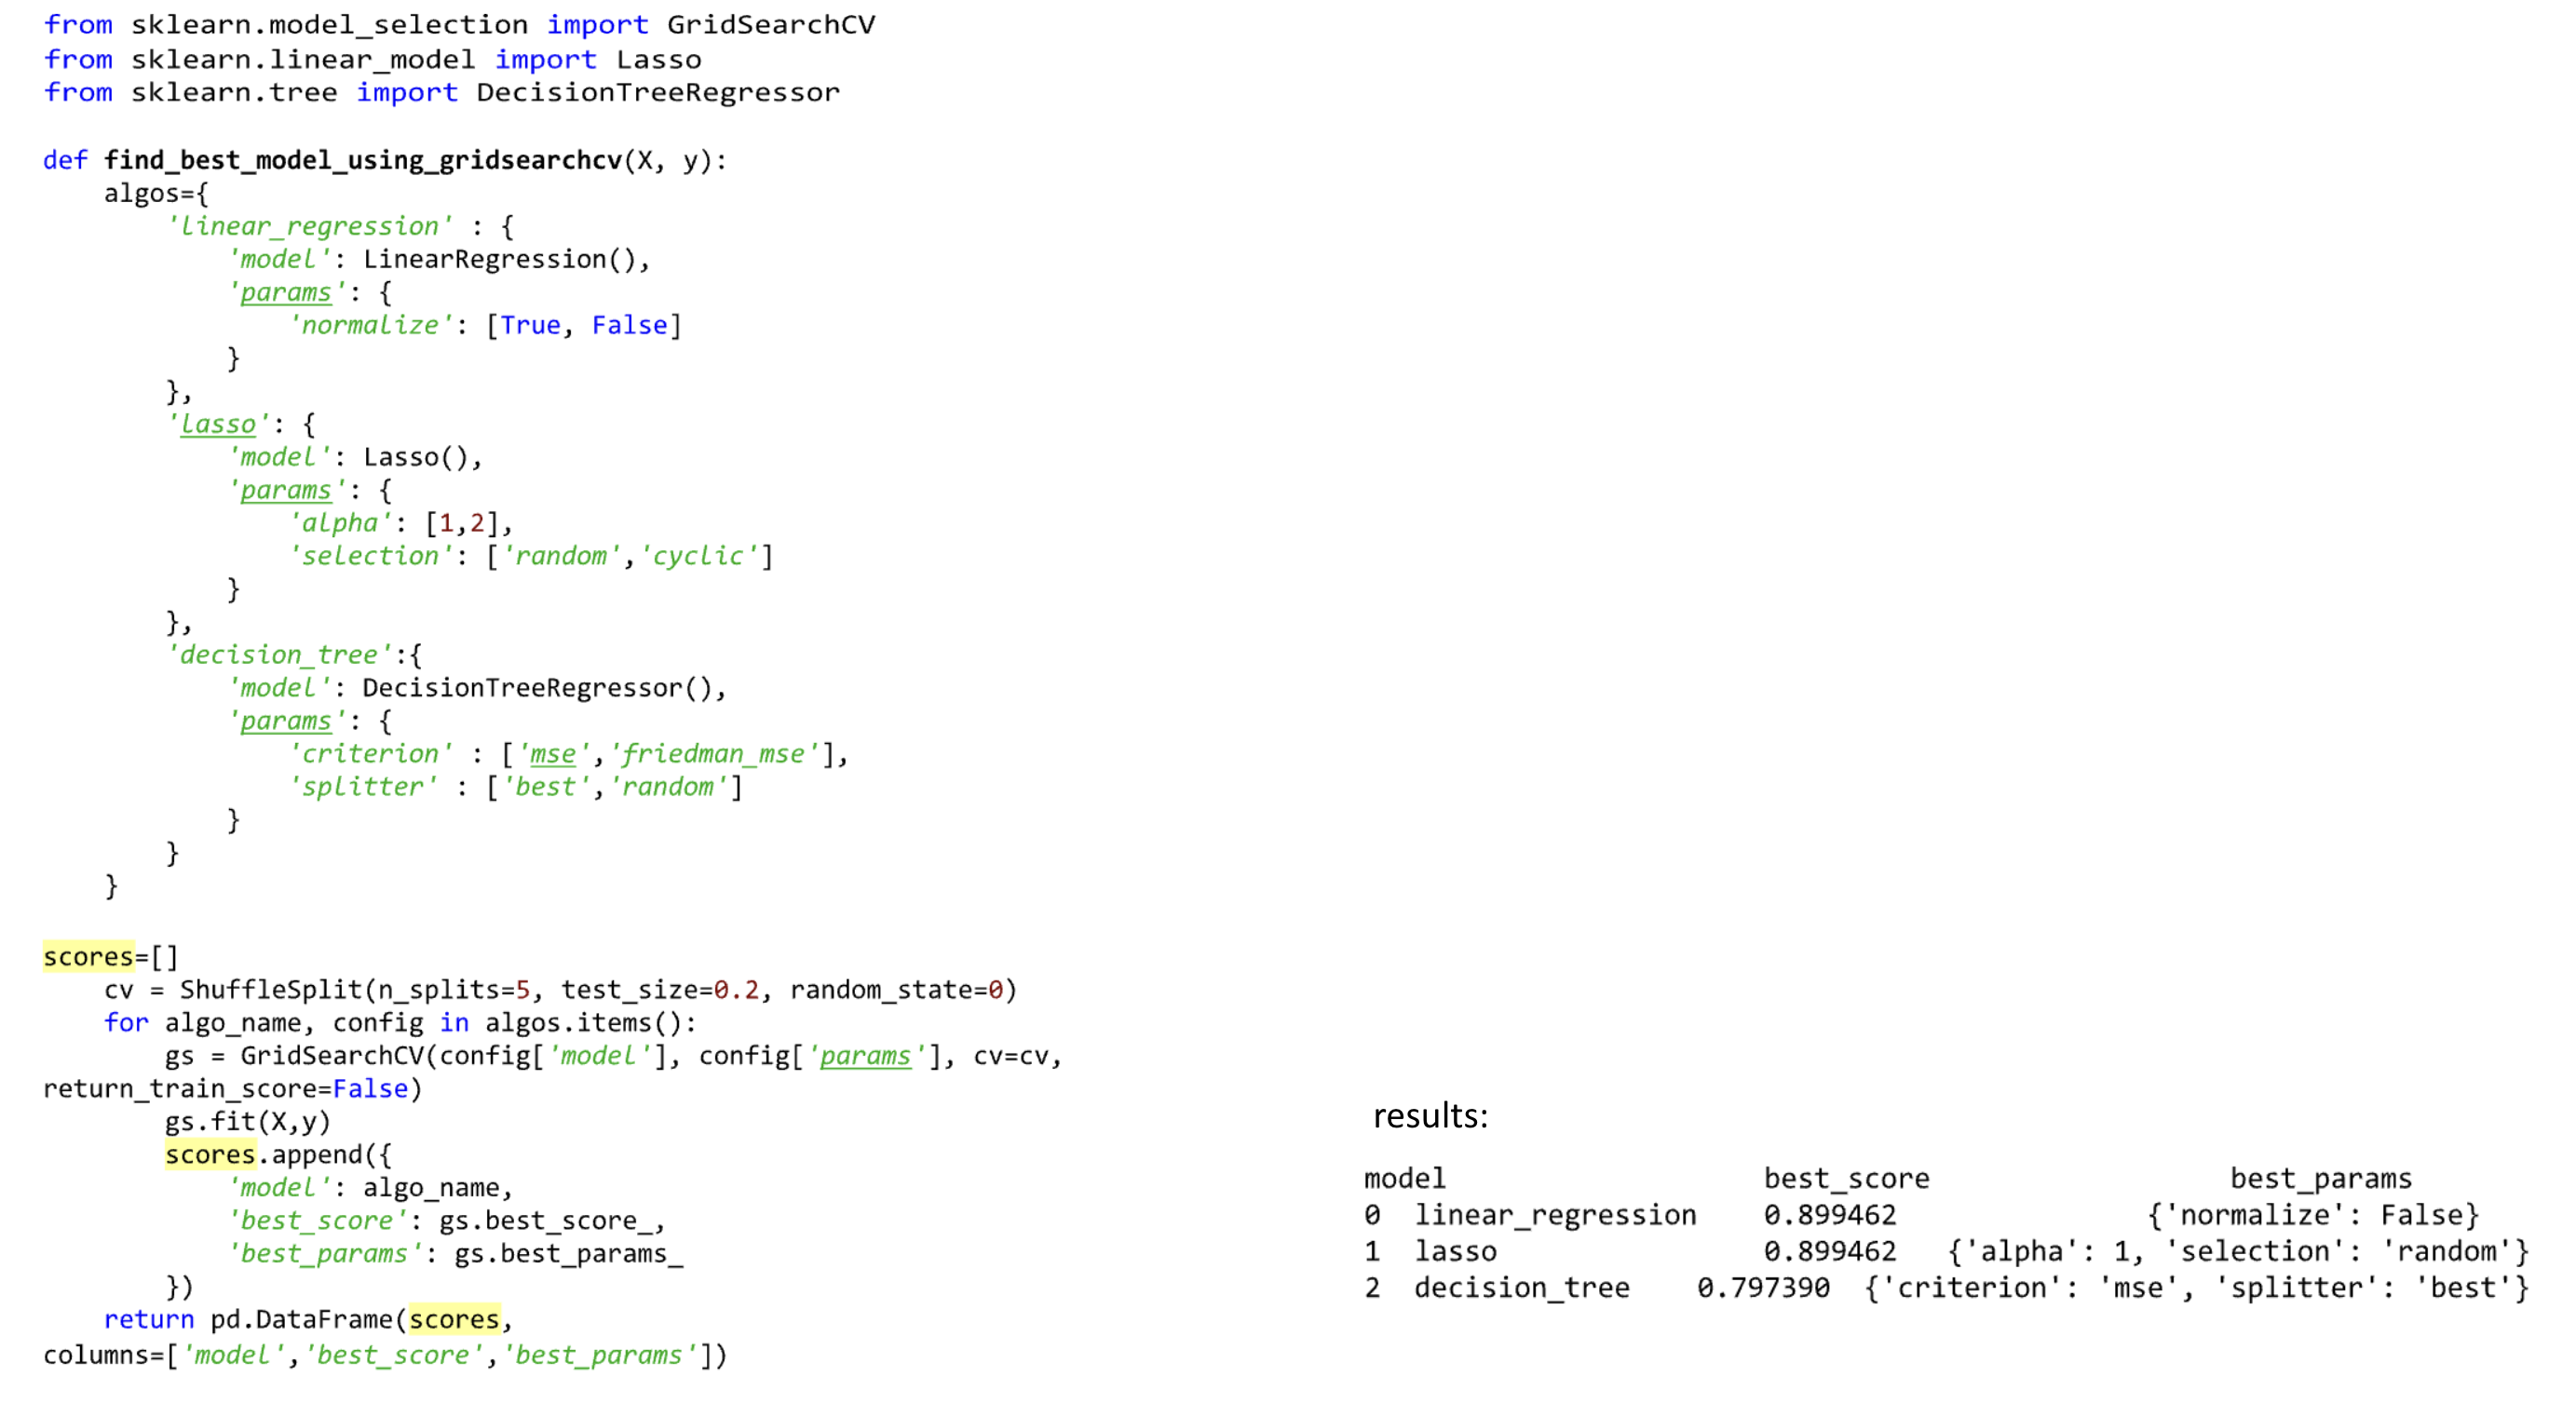 from sklearn.model_selection import GridSearchCV
from sklearn.linear_model import Lasso
from sklearn.tree import DecisionTreeRegressor

def find_best_model_using_gridsearchcv(X, y):
    algos={
        'linear_regression' : {
            'model': LinearRegression(),
            'params': {
                'normalize': [True, False]
            }
        },
        'lasso': {
            'model': Lasso(),
            'params': {
                'alpha': [1,2],
                'selection': ['random','cyclic']
            }
        },
        'decision_tree':{
            'model': DecisionTreeRegressor(),
            'params': {
                'criterion' : ['mse','friedman_mse'],
                'splitter' : ['best','random']
            }
        }
    }

scores=[]
    cv = ShuffleSplit(n_splits=5, test_size=0.2, random_state=0)
    for algo_name, config in algos.items():
        gs = GridSearchCV(config['model'], config['params'], cv=cv,
return_train_score=False)
        gs.fit(X,y)
        scores.append({
            'model': algo_name,
            'best_score': gs.best_score_,
            'best_params': gs.best_params_
        })
    return pd.DataFrame(scores,
columns=['model','best_score','best_params'])
results:
model best_score best_params
0 linear_regression 0.899462 {'normalize': False}
1 lasso 0.899462 {'alpha': 1, 'selection': 'random'}
2 decision_tree 0.797390 {'criterion': 'mse', 'splitter': 'best'}